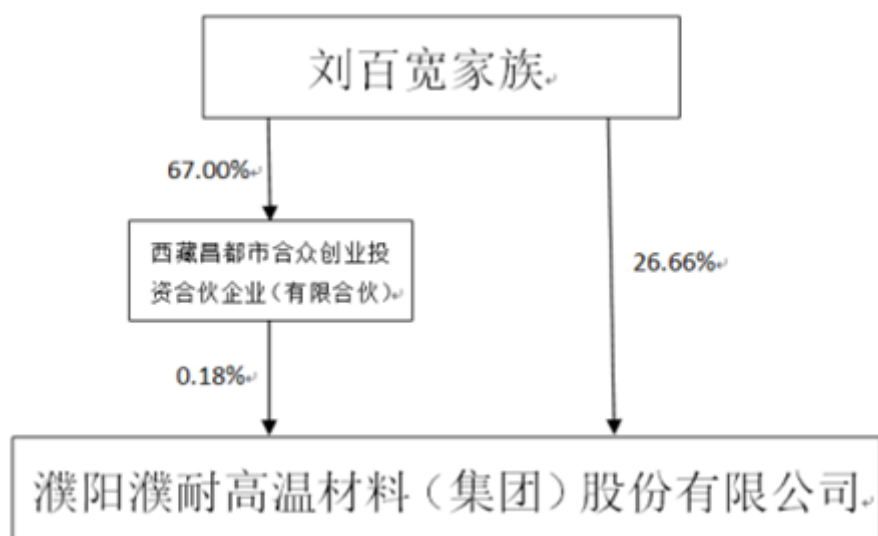 刘百宽家族
67.00%
西藏昌都市合众创业投
资合伙企业（有限合伙）
26.66%
0.18%
濮阳濮耐高温材料（集团）股份有限公司